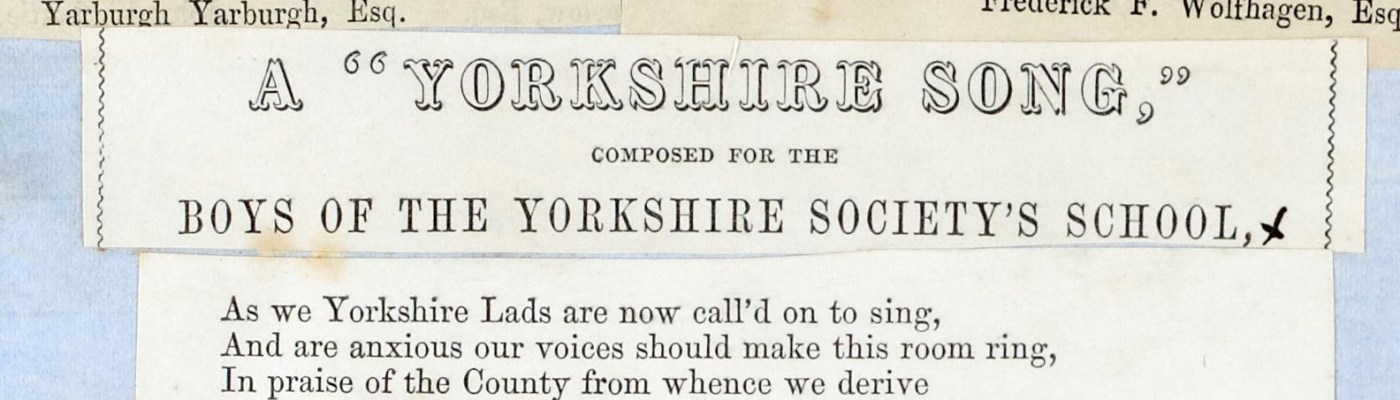 Yarburgh Yarburgh, Esq.
Frederick F. Wolfhagen, Esq
A “YORKSHIRE SONG,”
COMPOSED FOR THE
BOYS OF THE YORKSHIRE SOCIETY’S SCHOOL,
As we Yorkshire Lads are now call’d on to sing,
And are anxious our voices should make this room ring,
In praise of the County from whence we derive